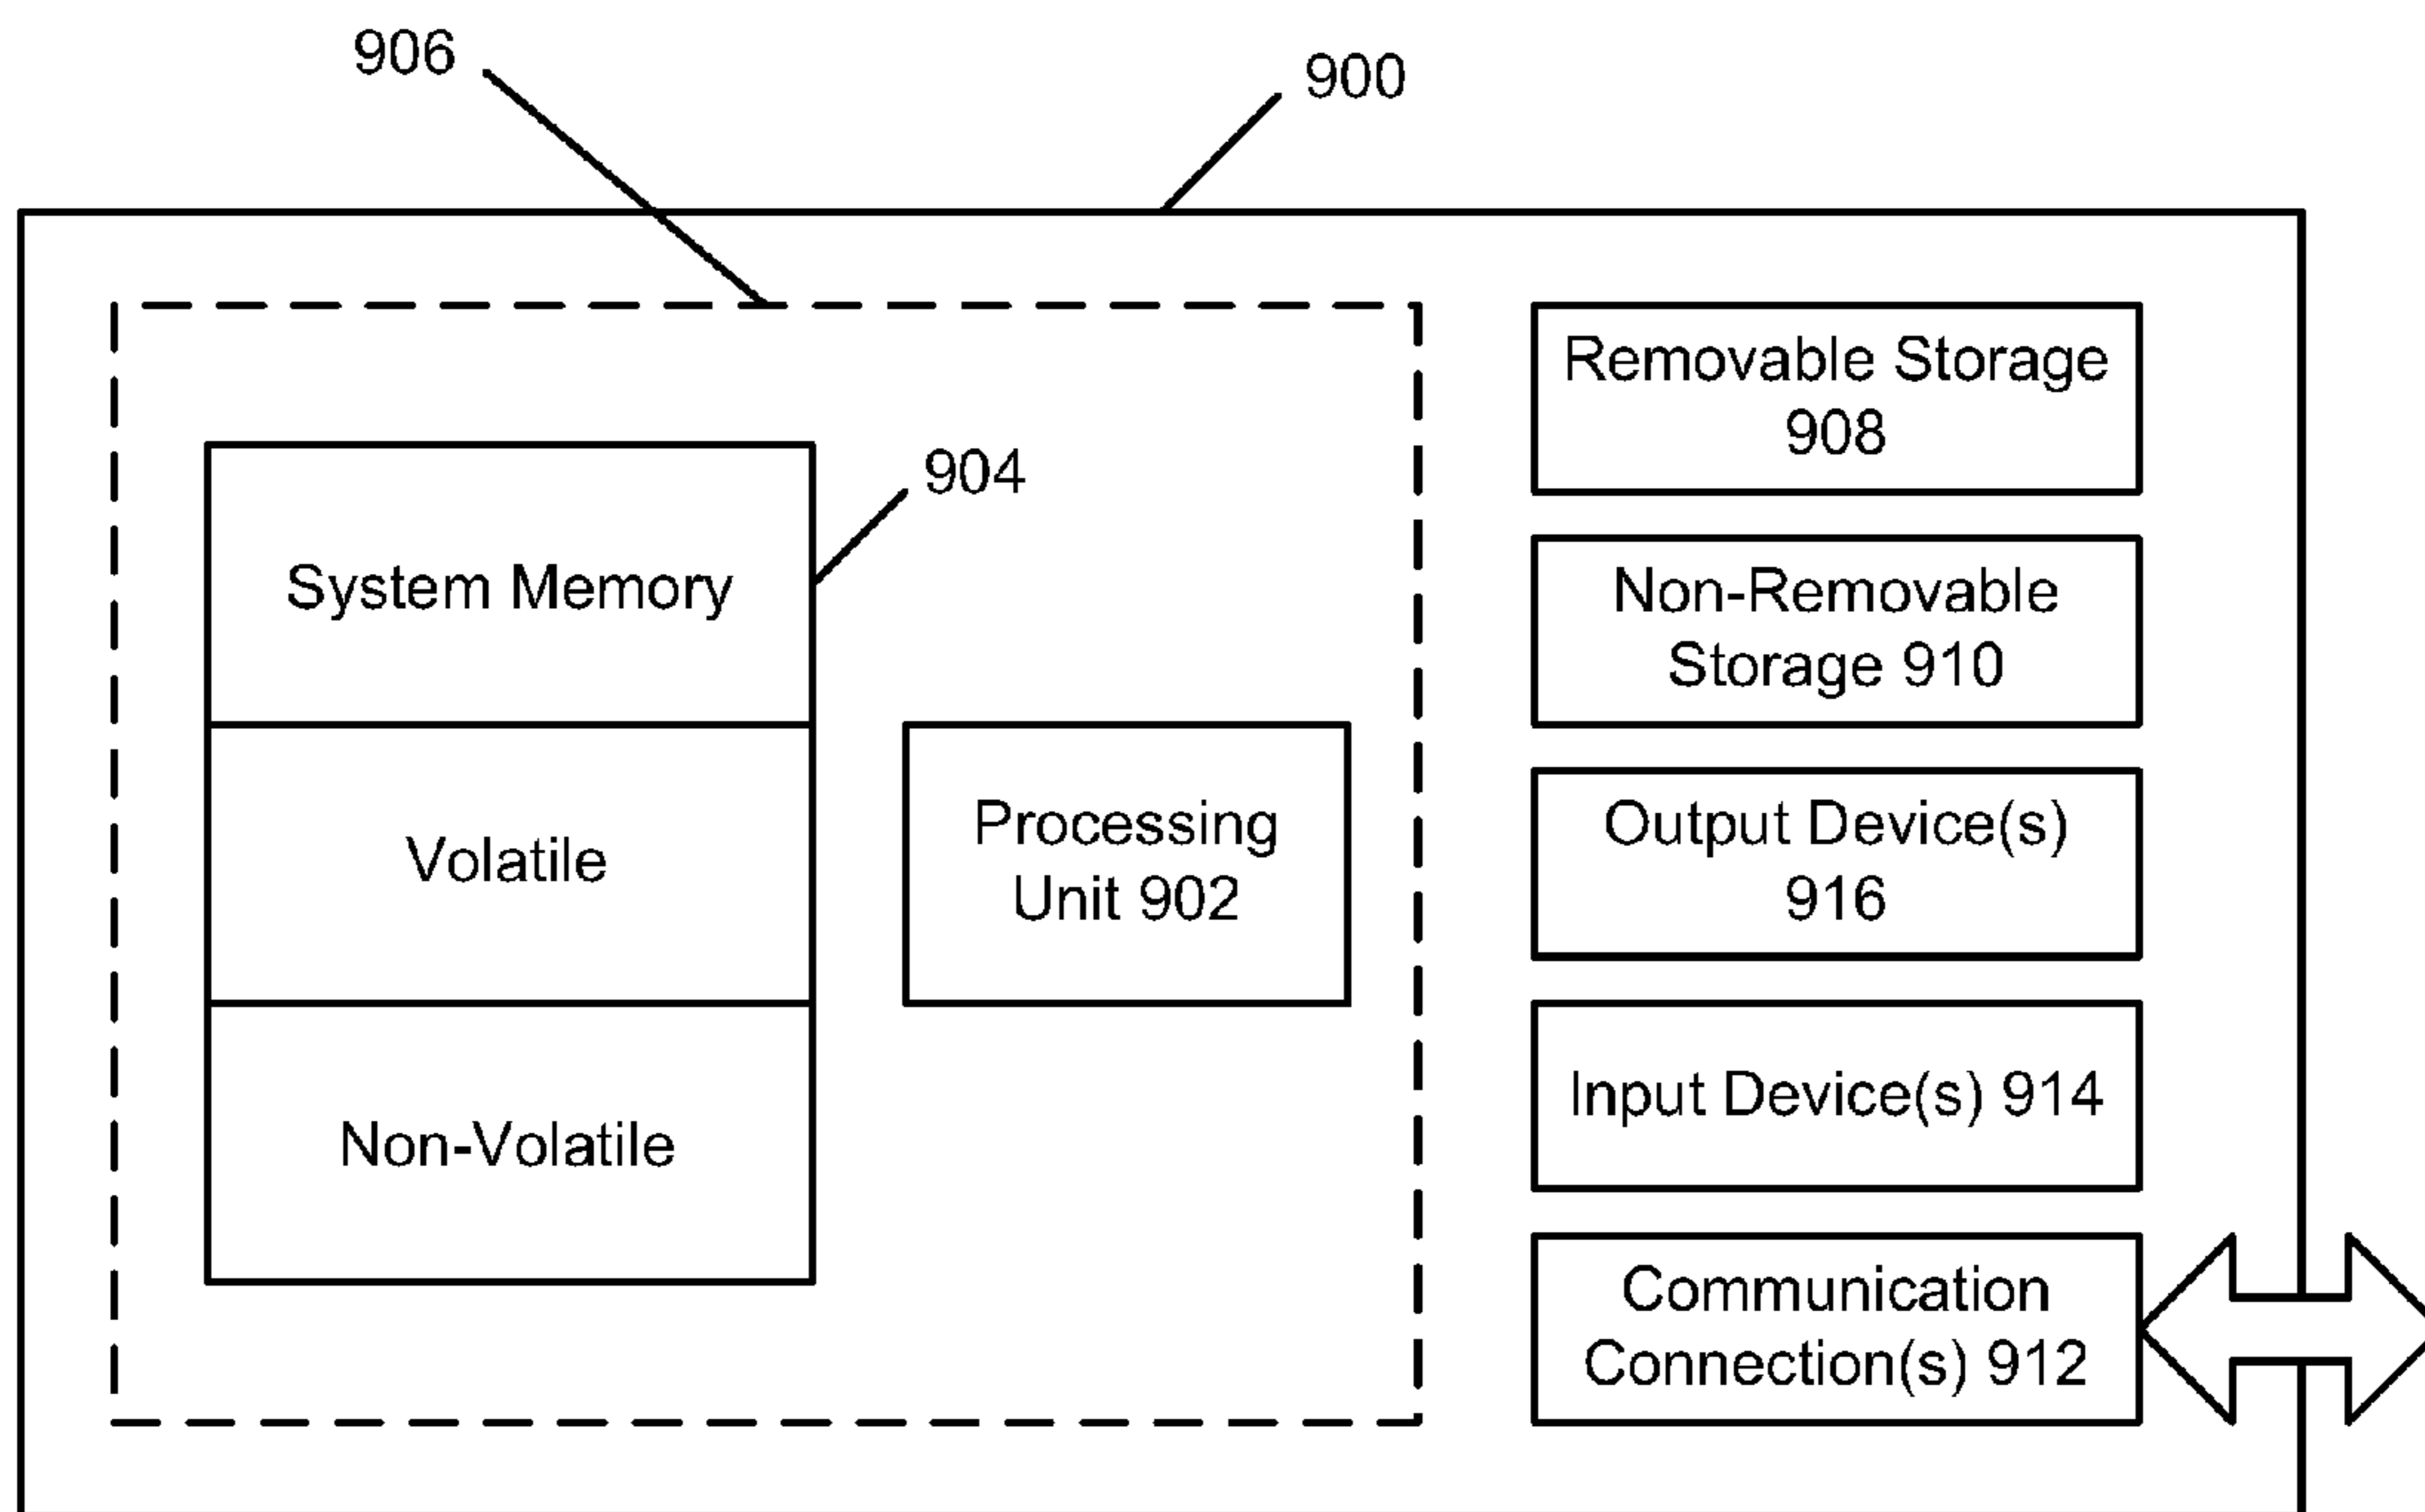 906
900
904
System Memory
Volatile
Non-Volatile
Processing
Unit 902
Removable Storage
908
Non-Removable
Storage 910
Output Device(s)
916
Input Device(s) 914
Communication
Connection(s) 912